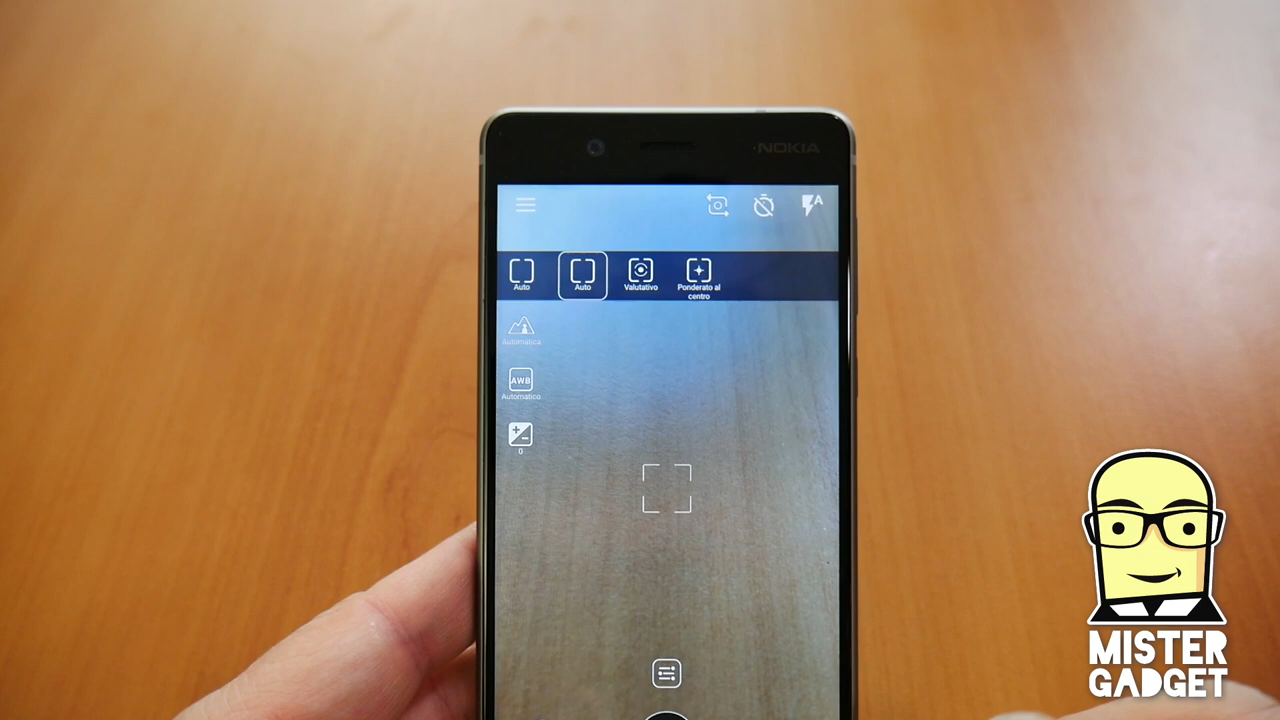 NOKIA
A
Auto
Auto
Valutativo
Ponderato al
centro
Automatica
AWB
Automatico
0
MISTER
GADGET